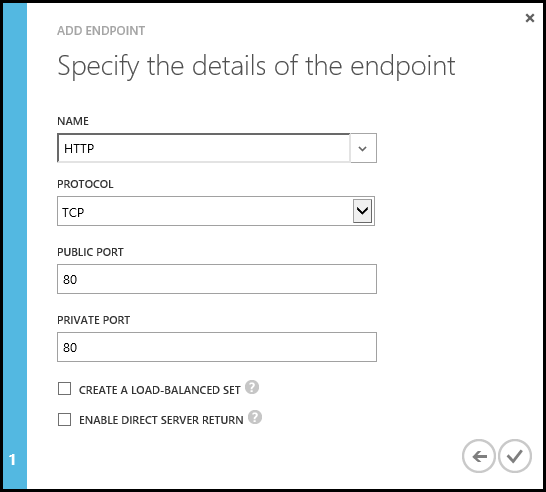 ADD ENDPOINT
Specify the details of the endpoint
NAME
HTTP
PROTOCOL
TCP
PUBLIC PORT
80
PRIVATE PORT
80
CREATE A LOAD-BALANCED SET ?
ENABLE DIRECT SERVER RETURN ?
1